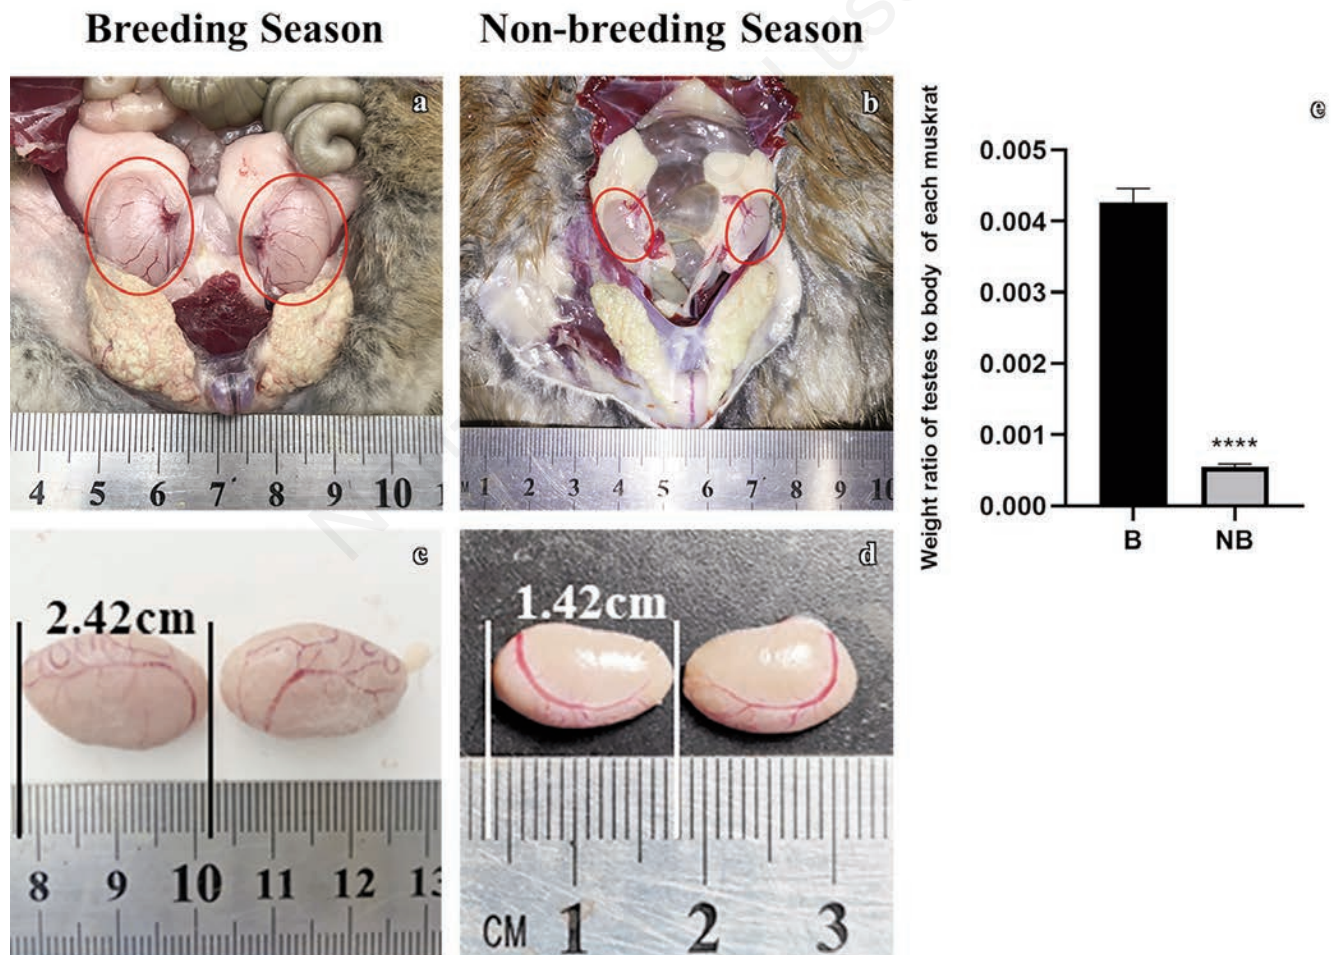 Breeding Season
Non-breeding Season
a
4 5 6 7 8 9 10
b
1 2 3 4 5 6 7 8 9 10
c
2.42cm
8 9 10 11 12 13
d
1.42cm
CM 1 2 3
e
Weight ratio of testes to body of each muskrat
0.005
0.004
0.003
0.002
0.001
0.000
****
B NB